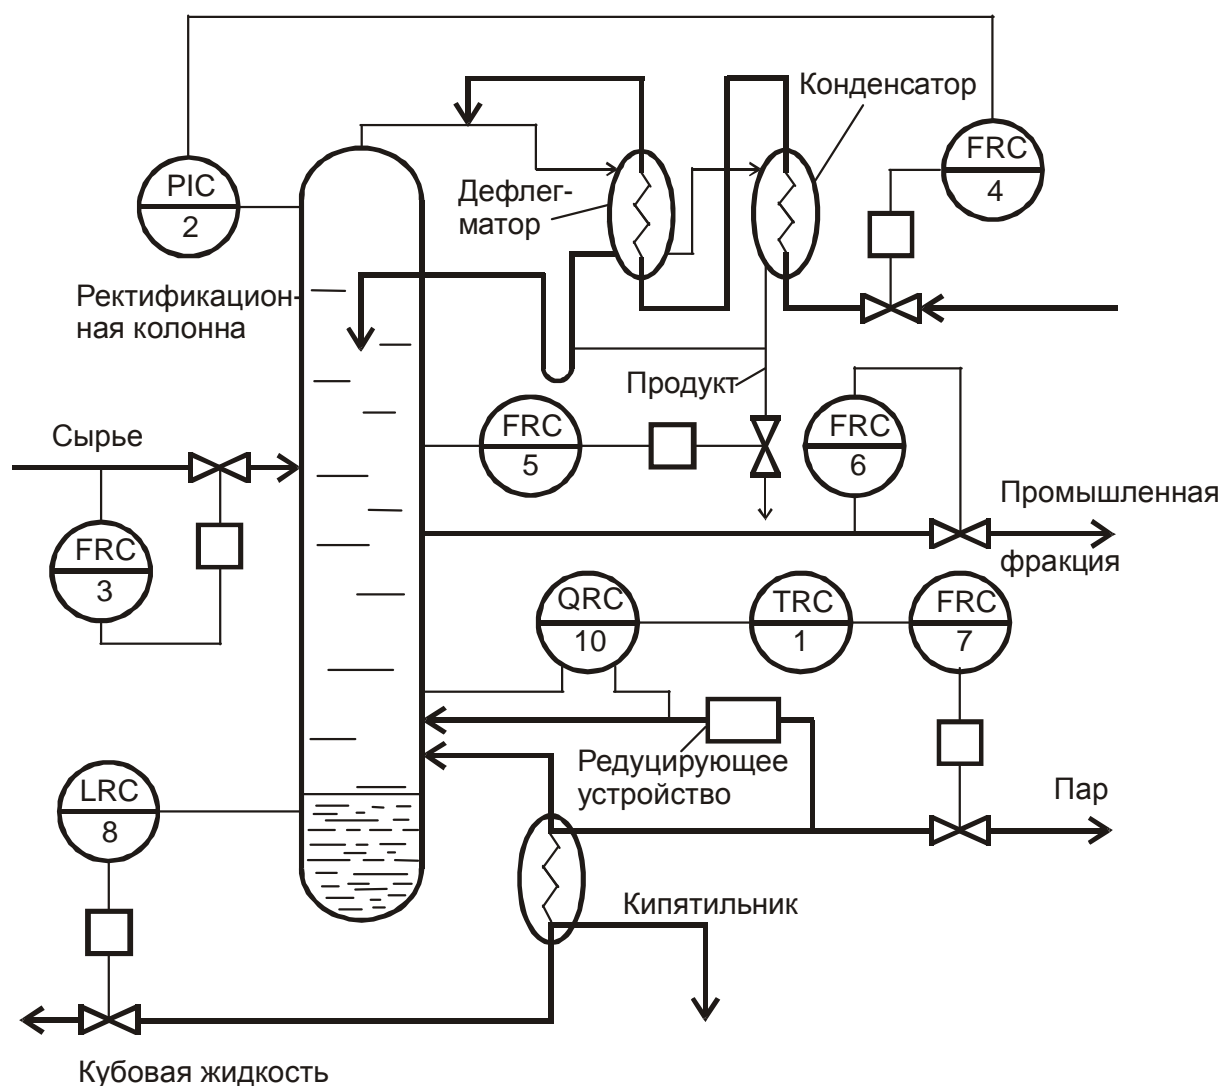 Конденсатор
FRC
4
PIC
2
Дефлег-
матор
Ректификацион-
ная колонна
Продукт
Сырье
FRC
5
FRC
6
Промышленная
фракция
FRC
3
QRC
10
TRC
1
FRC
7
Редуцирующее
устройство
Пар
LRC
8
Кипятильник
Кубовая жидкость